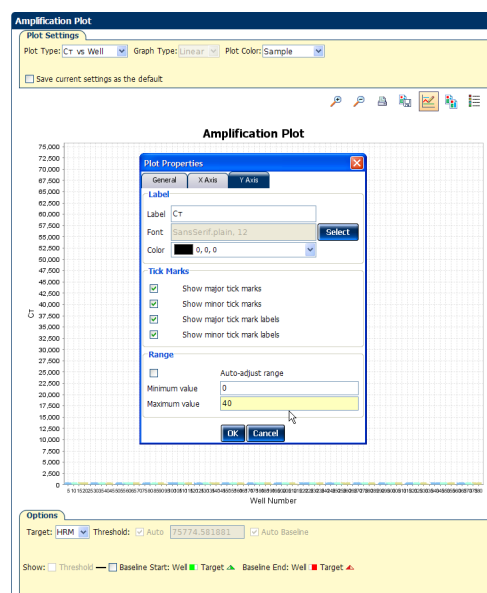 Amplification Plot
Plot Settings
Plot Type: Cт vs Well Graph Type: Linear Plot Color: Sample
Save current settings as the default
Amplification Plot
75,000
72,500
70,000
67,500
65,000
62,500
60,000
57,500
55,000
52,500
50,000
47,500
45,000
42,500
40,000
37,500
35,000
32,500
30,000
27,500
25,000
22,500
20,000
17,500
15,000
12,500
10,000
7,500
5,000
2,500
0
Cт
Well Number
Plot Properties
General X Axis Y Axis
Label
Label Cт
Font SansSerif.plain, 12 Select
Color 0, 0, 0
Tick Marks
Show major tick marks
Show minor tick marks
Show major tick mark labels
Show minor tick mark labels
Range
Auto-adjust range
Minimum value 0
Maximum value 40
OK Cancel
Options
Target: HRM Threshold: Auto 75774.581881 Auto Baseline
Show: Threshold Baseline Start: Well Target Baseline End: Well Target